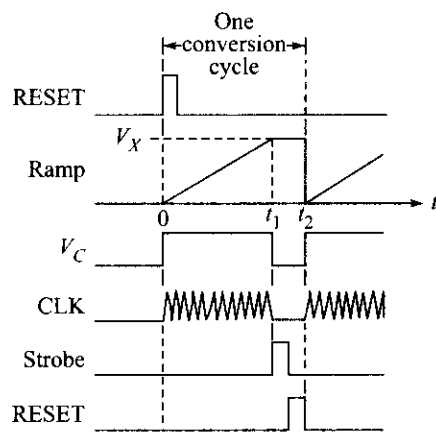 One
conversion
cycle
RESET
V_X
Ramp
0 t_1 t_2 t
V_C
CLK
Strobe
RESET